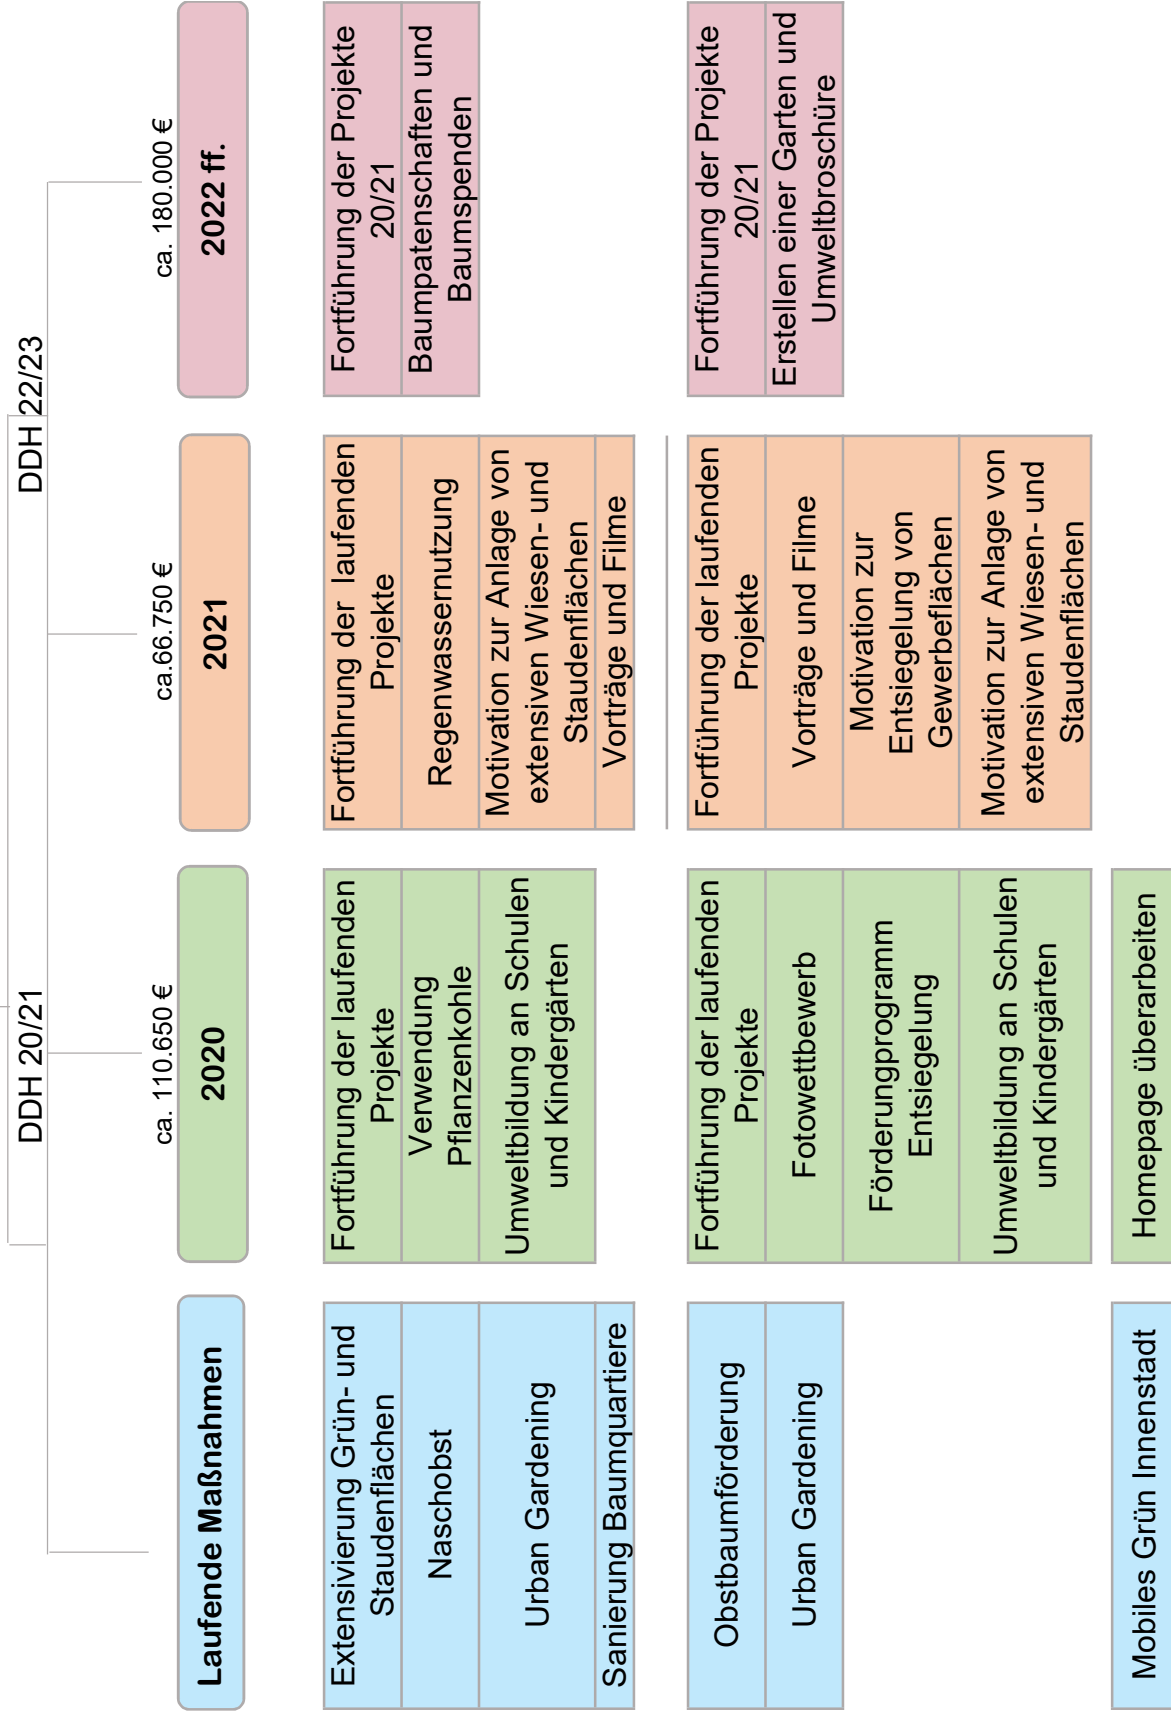 DDH 20/21
DDH 22/23
ca. 110.650 €
ca.66.750 €
ca. 180.000 €
Laufende Maßnahmen
2020
2021
2022 ff.
Extensivierung Grün- und
Staudenflächen
Naschobst
Urban Gardening
Sanierung Baumquartiere
Fortführung der laufenden
Projekte
Verwendung
Pflanzenkohle
Umweltbildung an Schulen
und Kindergärten
Fortführung der  laufenden
Projekte
Regenwassernutzung
Motivation zur Anlage von
extensiven Wiesen- und
Staudenflächen
Vorträge und Filme
Fortführung der Projekte
20/21
Baumpatenschaften und
Baumspenden
Obstbaumförderung
Urban Gardening
Fortführung der laufenden
Projekte
Fotowettbewerb
Förderungprogramm
Entsiegelung
Umweltbildung an Schulen
und Kindergärten
Fortführung der laufenden
Projekte
Vorträge und Filme
Motivation zur
Entsiegelung von
Gewerbeflächen
Motivation zur Anlage von
extensiven Wiesen- und
Staudenflächen
Fortführung der Projekte
20/21
Erstellen einer Garten und
Umweltbroschüre
Mobiles Grün Innenstadt
Homepage überarbeiten